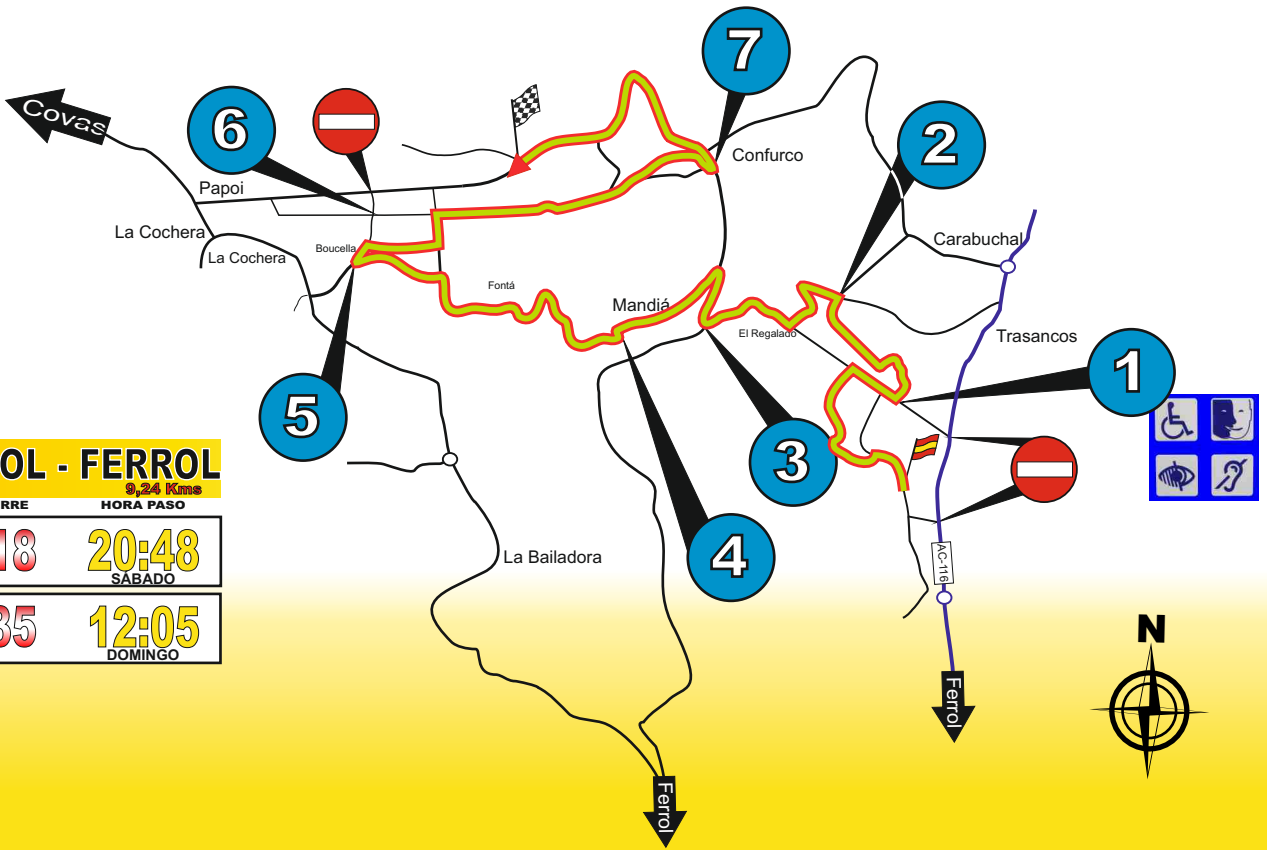 7
Covas
6
2
Confurco
Papoi
La Cochera
Boucella
La Cochera
Carabuchal
Fontá
Mandiá
El Regalado
Trasancos
1
5
3
OL - FERROL
9,24 Kms
RRE HORA PASO
18 20:48
SÁBADO
35 12:05
DOMINGO
4
La Bailadora
AC-116
N
Ferrol
Ferrol